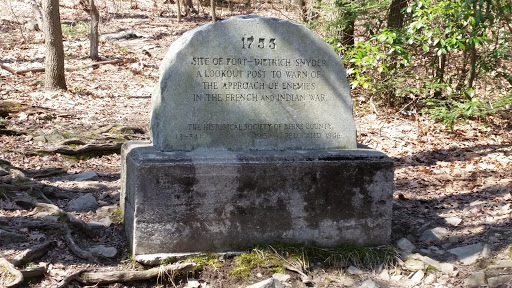 1755
SITE OF FORT-DIETRICH SNYDER
A LOOKOUT POST TO WARN OF
THE APPROACH OF ENEMIES
IN THE FRENCH AND INDIAN WAR.
THE HISTORICAL SOCIETY OF BERKS COUNTY